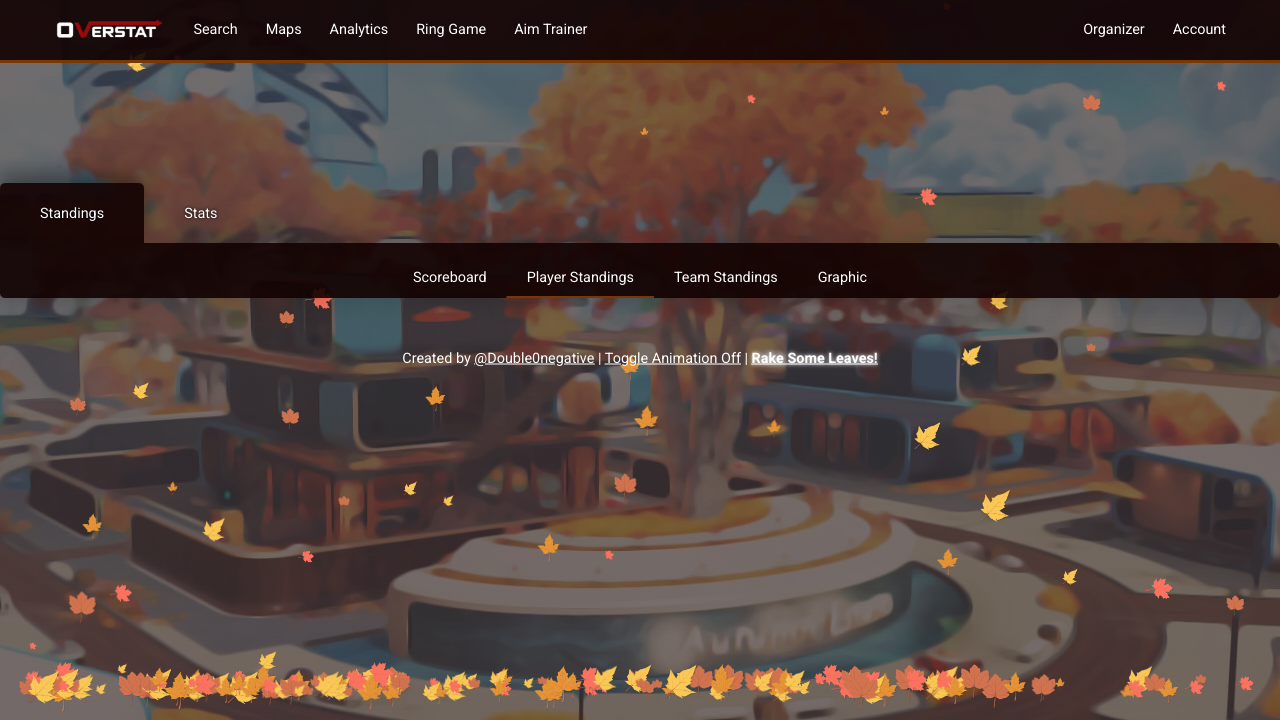 OVERSTAT Search Maps Analytics Ring Game Aim Trainer Organizer Account
Standings Stats
Scoreboard Player Standings Team Standings Graphic
Created by @Double0negative | Toggle Animation Off | Rake Some Leaves!